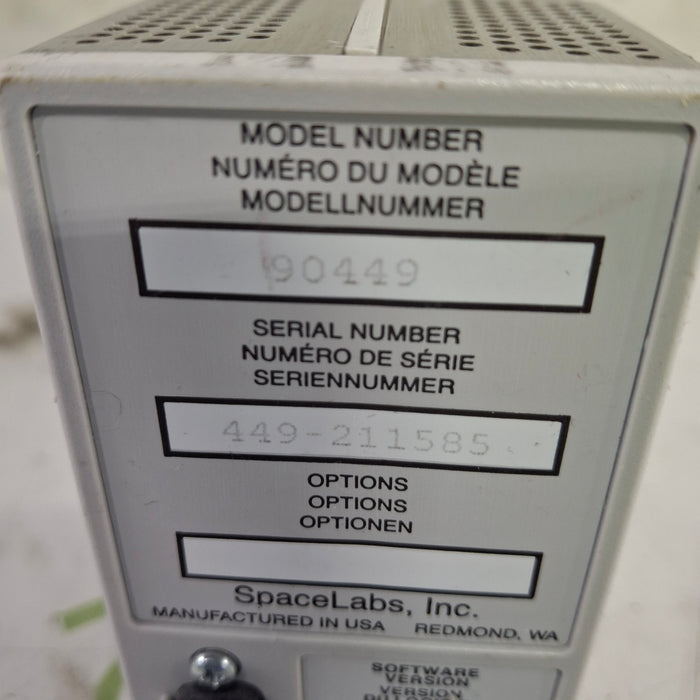 MODEL NUMBER
NUMÉRO DU MODÈLE
MODELLNUMMER
90449
SERIAL NUMBER
NUMÉRO DE SÉRIE
SERIENNUMMER
449-211585
OPTIONS
OPTIONS
OPTIONEN
SpaceLabs, Inc.
MANUFACTURED IN USA REDMOND, WA
SOFTWARE
VERSION
VERSION